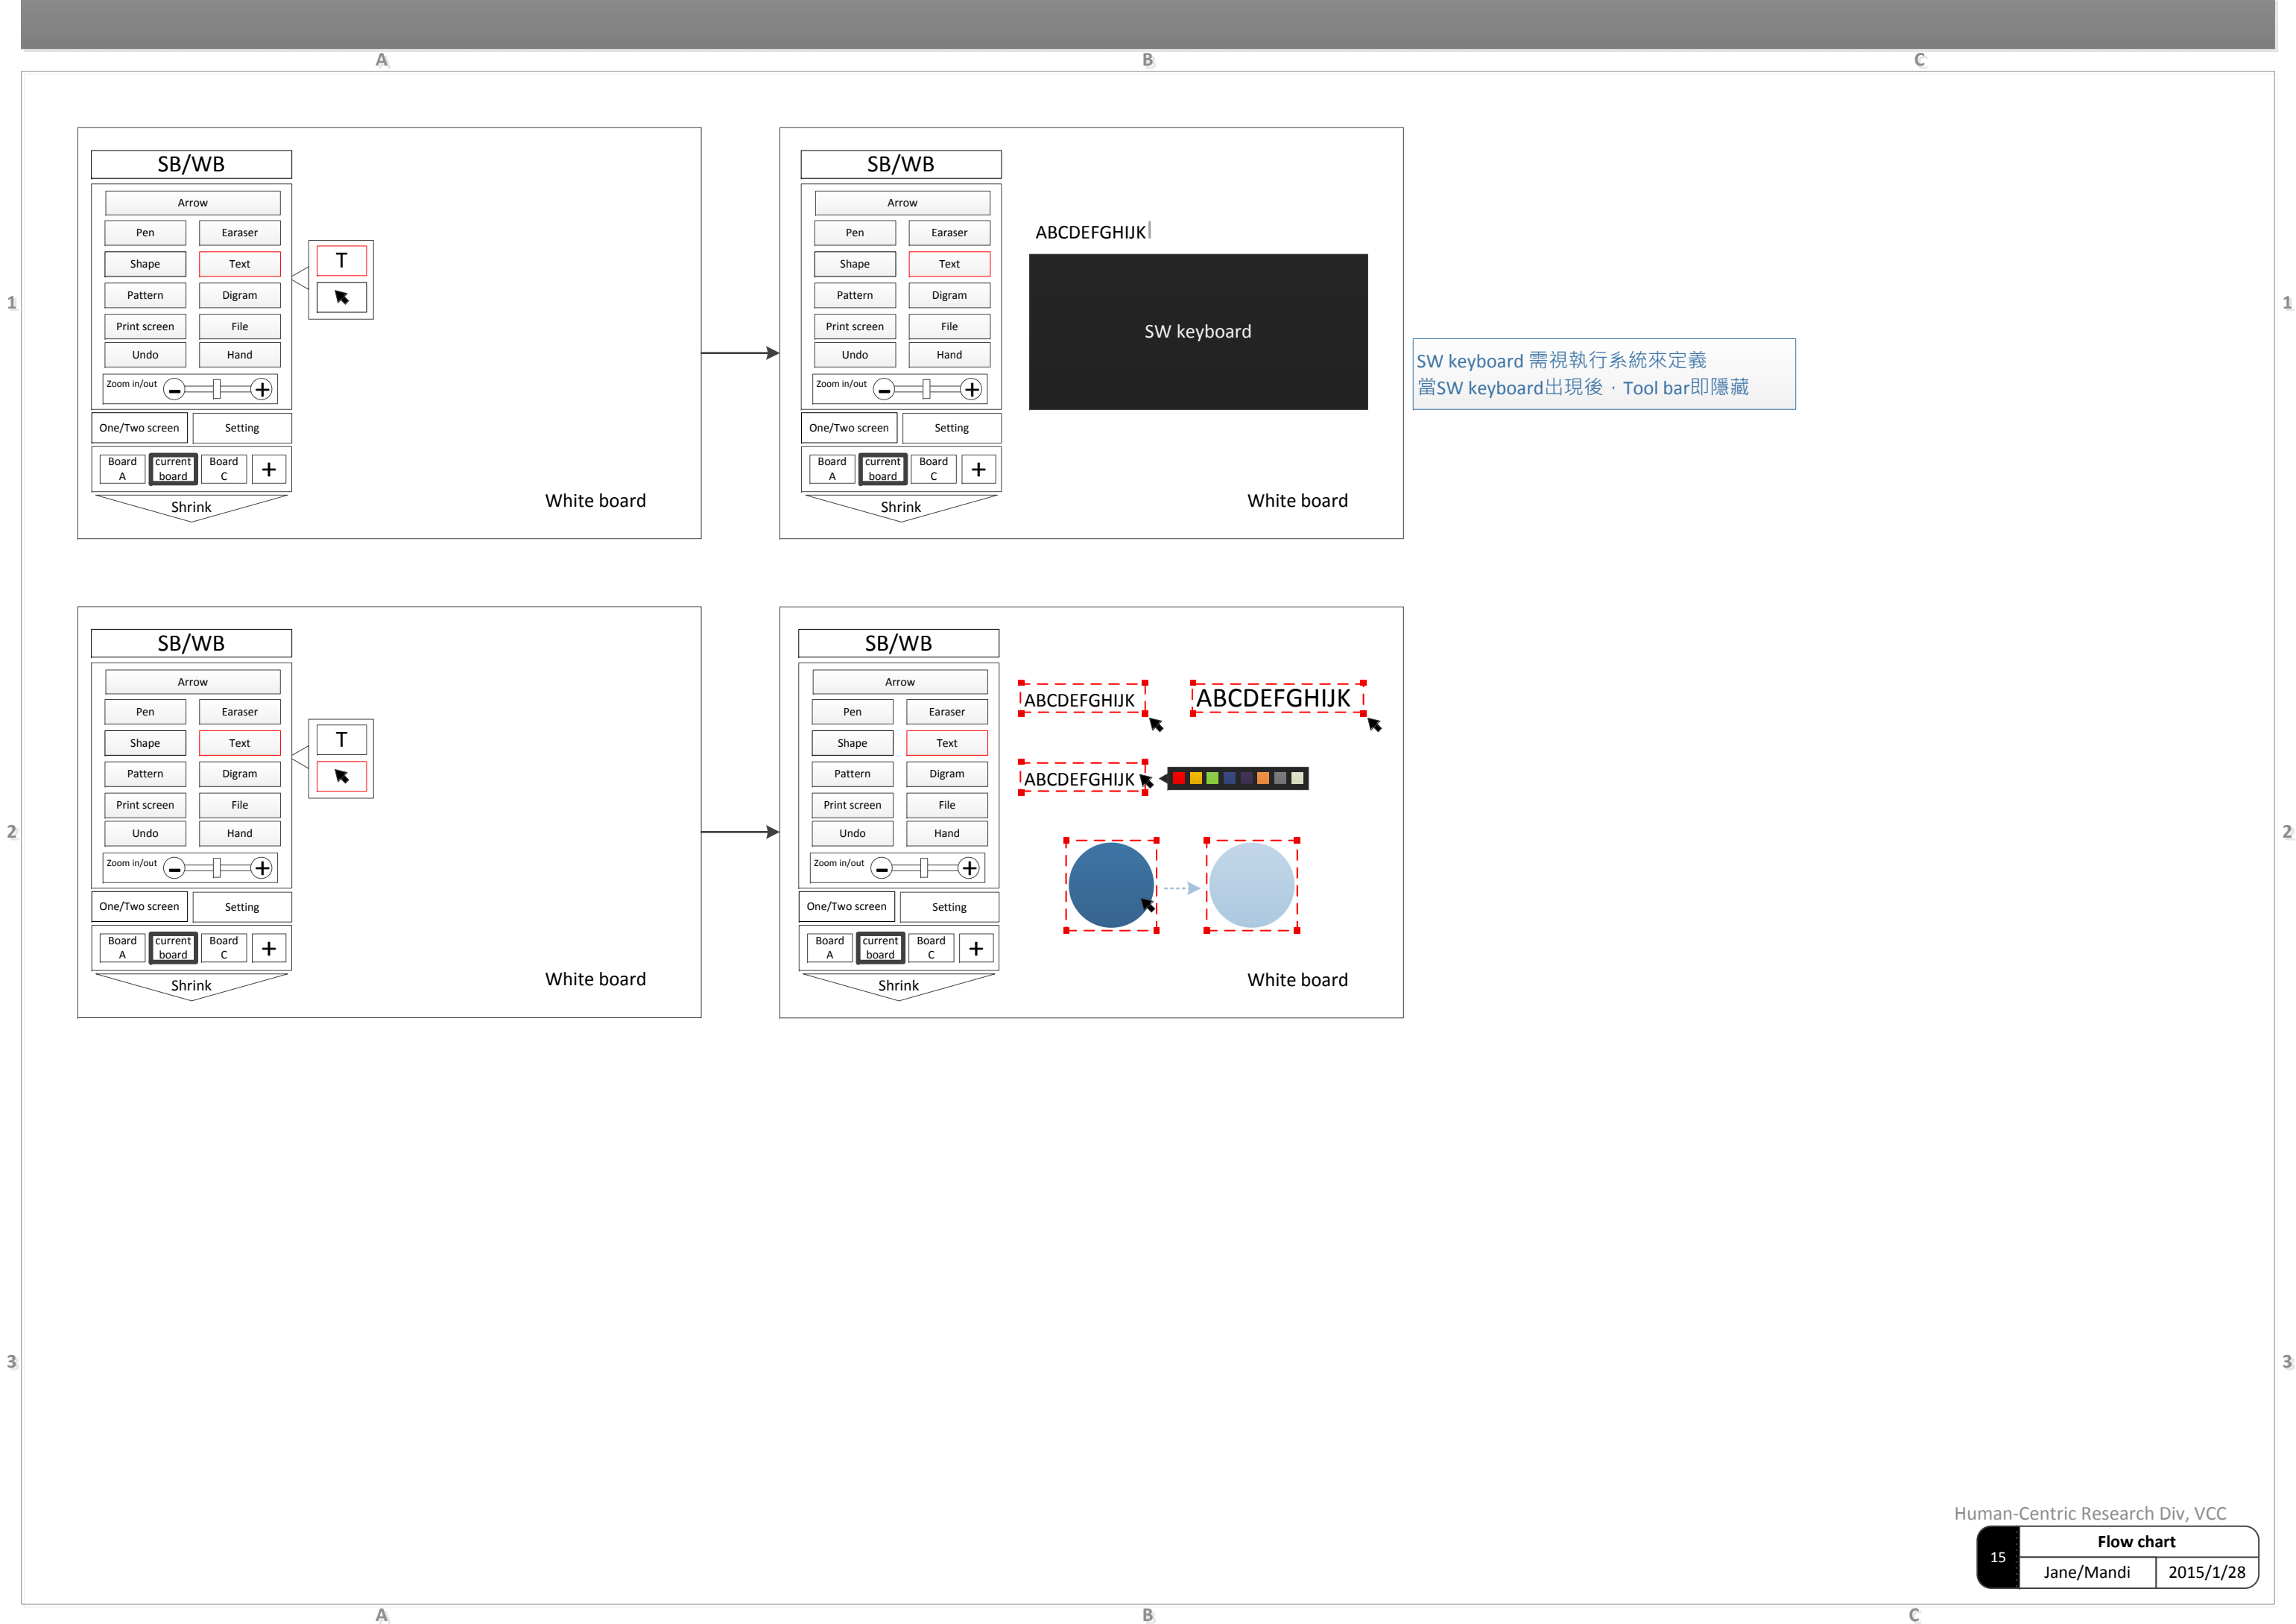 A B C
SB/WB
Arrow
Pen Earaser
Shape Text
T
Pattern Digram
Print screen File
Undo Hand
Zoom in/out - +
One/Two screen Setting
Board A current board Board C +
Shrink
White board
SB/WB
Arrow
Pen Earaser
Shape Text
Pattern Digram
Print screen File
Undo Hand
Zoom in/out - +
One/Two screen Setting
Board A current board Board C +
Shrink
ABCDEFGHIJK
SW keyboard
White board
SW keyboard 需視執行系統來定義
當SW keyboard出現後，Tool bar即隱藏
1 1
SB/WB
Arrow
Pen Earaser
Shape Text
T
Pattern Digram
Print screen File
Undo Hand
Zoom in/out - +
One/Two screen Setting
Board A current board Board C +
Shrink
White board
SB/WB
Arrow
Pen Earaser
Shape Text
Pattern Digram
Print screen File
Undo Hand
Zoom in/out - +
One/Two screen Setting
Board A current board Board C +
Shrink
ABCDEFGHIJK ABCDEFGHIJK
ABCDEFGHIJK
White board
2 2
3 3
Human-Centric Research Div, VCC
15 Flow chart
Jane/Mandi 2015/1/28
A B C